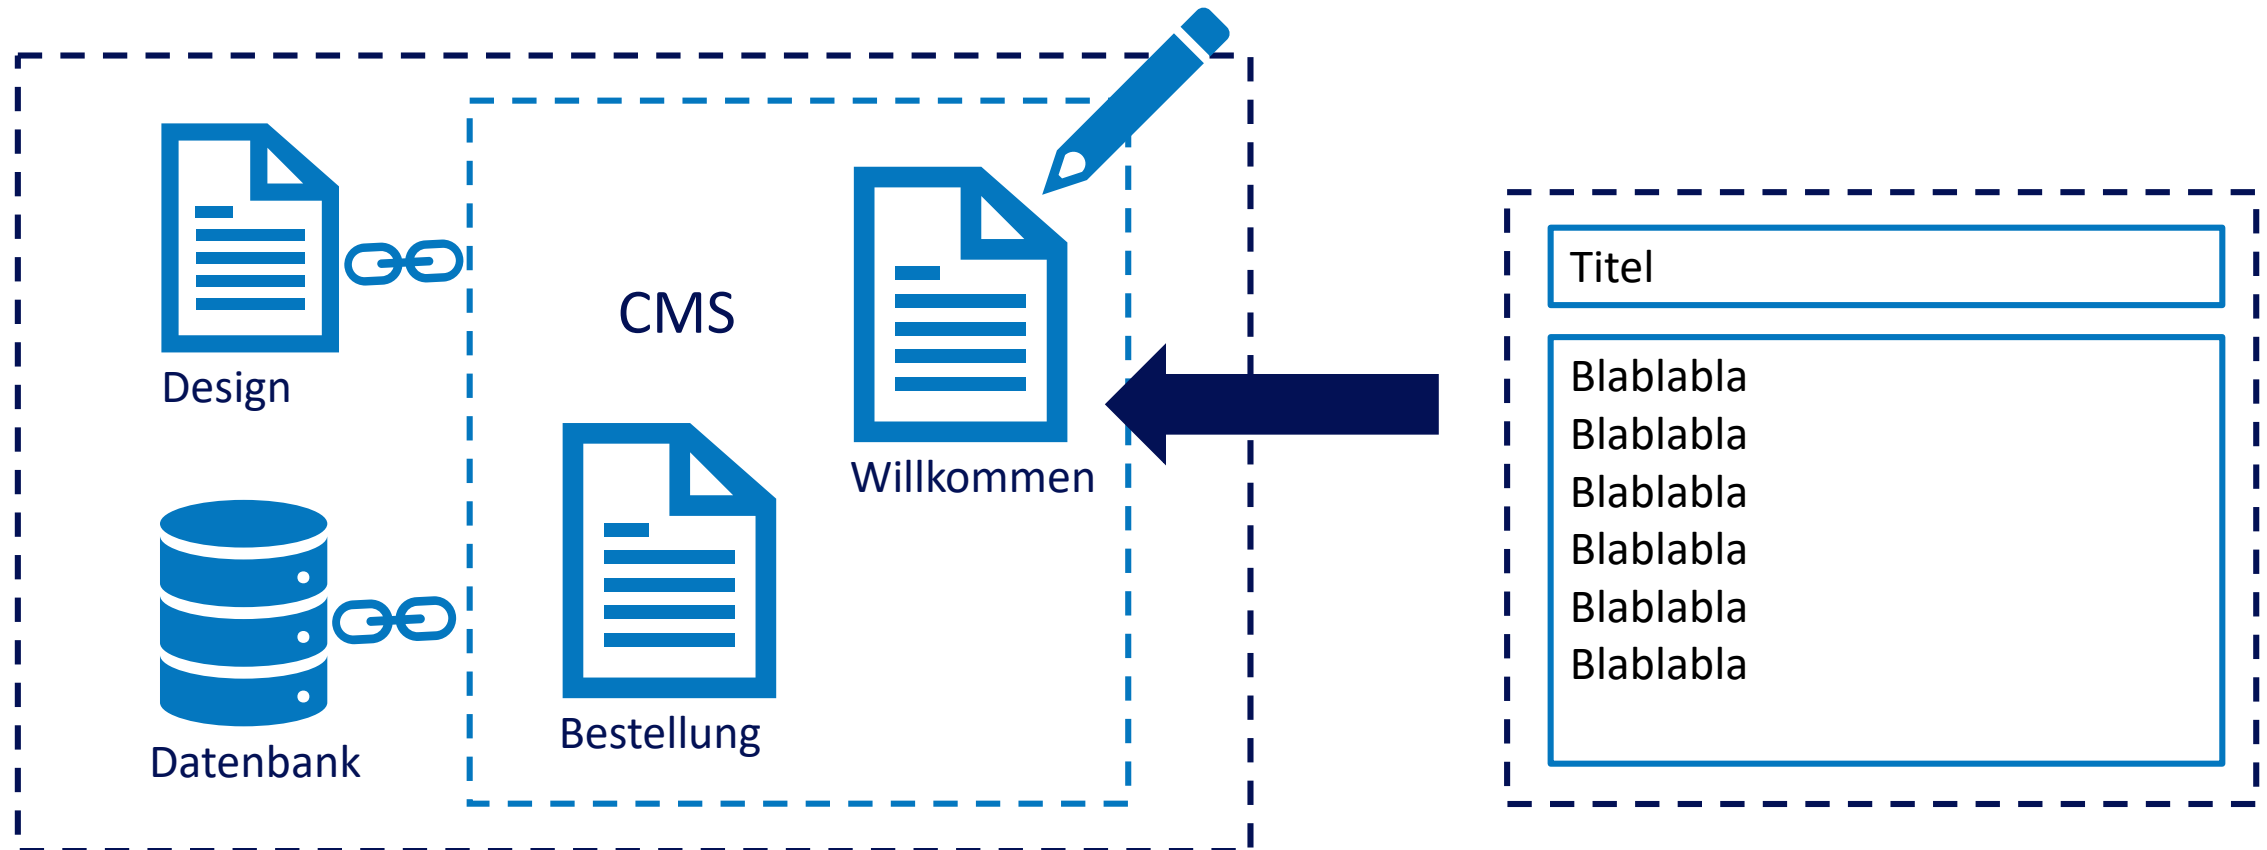 Design
Datenbank
CMS
Bestellung
Willkommen
Titel
Blablabla
Blablabla
Blablabla
Blablabla
Blablabla
Blablabla